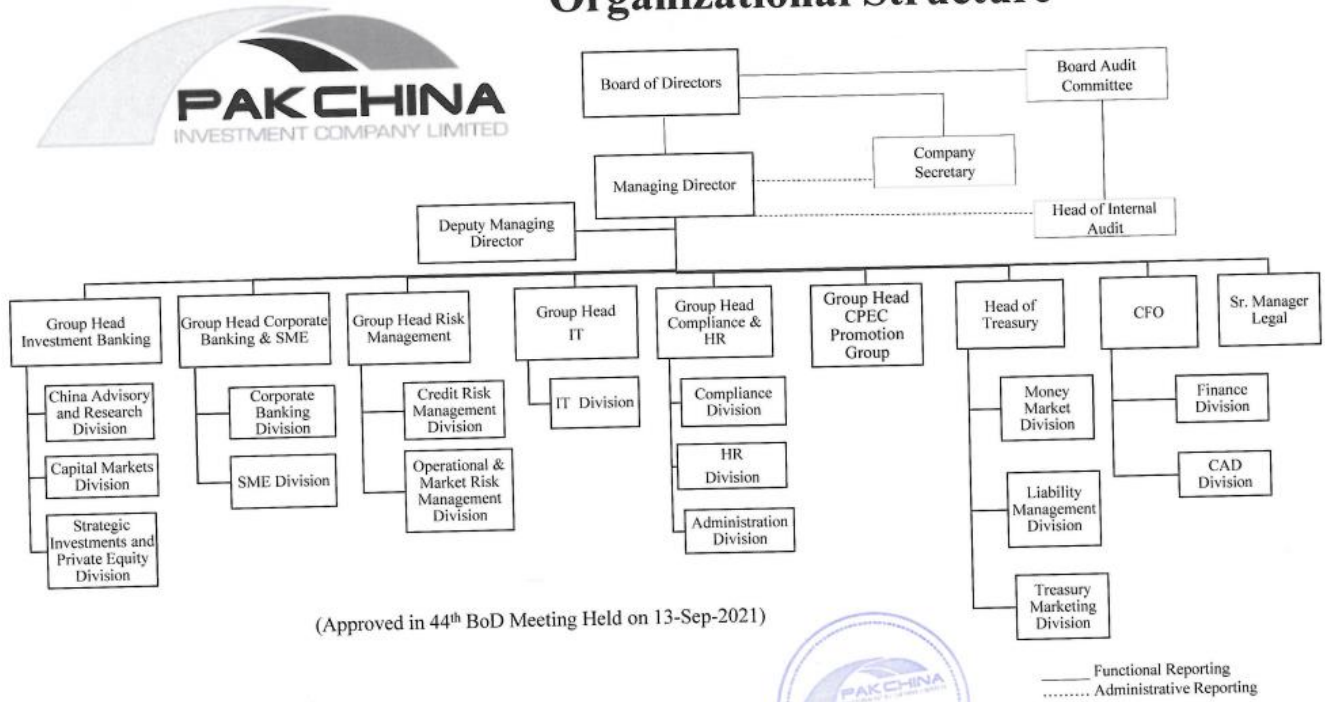 Organizational Structure
PAK CHINA
INVESTMENT COMPANY LIMITED
Board of Directors
Board Audit
Committee
Company
Secretary
Managing Director
Head of Internal
Audit
Deputy Managing
Director
Group Head
Investment Banking
Group Head Corporate
Banking & SME
Group Head Risk
Management
Group Head
IT
Group Head
Compliance &
HR
Group Head
CPEC
Promotion
Group
Head of
Treasury
CFO
Sr. Manager
Legal
China Advisory
and Research
Division
Capital Markets
Division
Strategic
Investments and
Private Equity
Division
Corporate
Banking
Division
SME Division
Credit Risk
Management
Division
Operational &
Market Risk
Management
Division
IT Division
Compliance
Division
HR
Division
Administration
Division
Money
Market
Division
Liability
Management
Division
Treasury
Marketing
Division
Finance
Division
CAD
Division
(Approved in 44th BoD Meeting Held on 13-Sep-2021)
PAK CHINA
Functional Reporting
Administrative Reporting